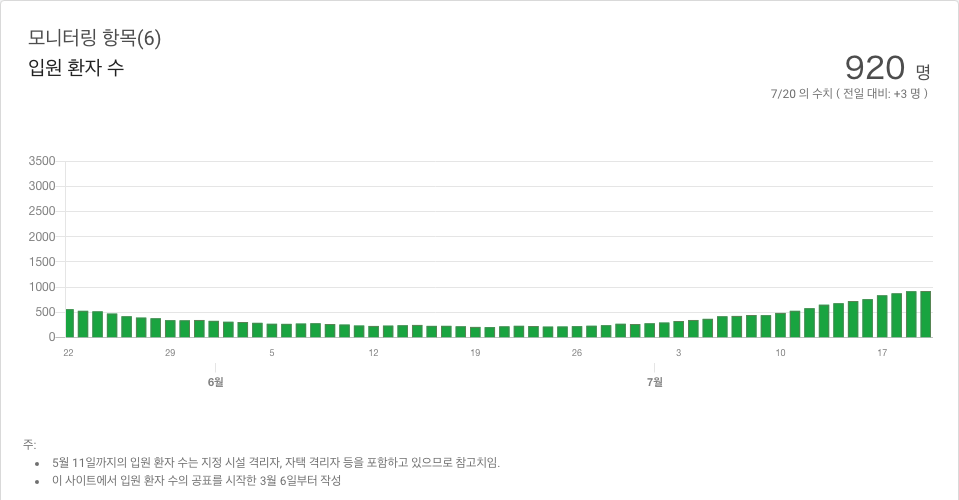 모니터링 항목(6)
입원 환자 수
920 명
7/20 의 수치 ( 전일 대비: +3 명 )
3500
3000
2500
2000
1500
1000
500
0
22 29 5 12 19 26 3 10 17
6월 7월
주:
• 5월 11일까지의 입원 환자 수는 지정 시설 격리자, 자택 격리자 등을 포함하고 있으므로 참고치임.
• 이 사이트에서 입원 환자 수의 공표를 시작한 3월 6일부터 작성